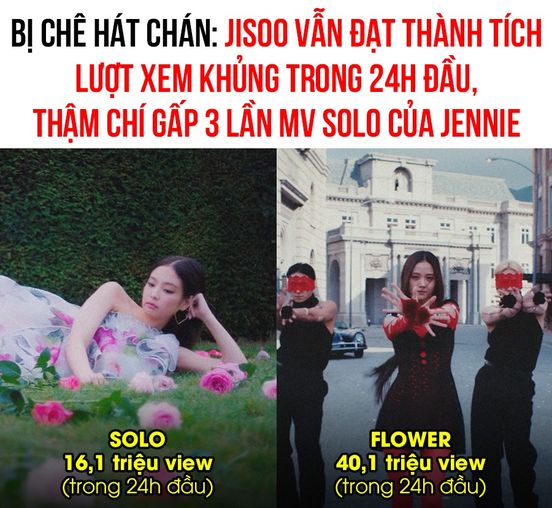 BỊ CHÊ HÁT CHÁN: JISOO VẪN ĐẠT THÀNH TÍCH
LƯỢT XEM KHỦNG TRONG 24H ĐẦU,
THẬM CHÍ GẤP 3 LẦN MV SOLO CỦA JENNIE
SOLO
16,1 triệu view
(trong 24h đầu)
FLOWER
40,1 triệu view
(trong 24h đầu)